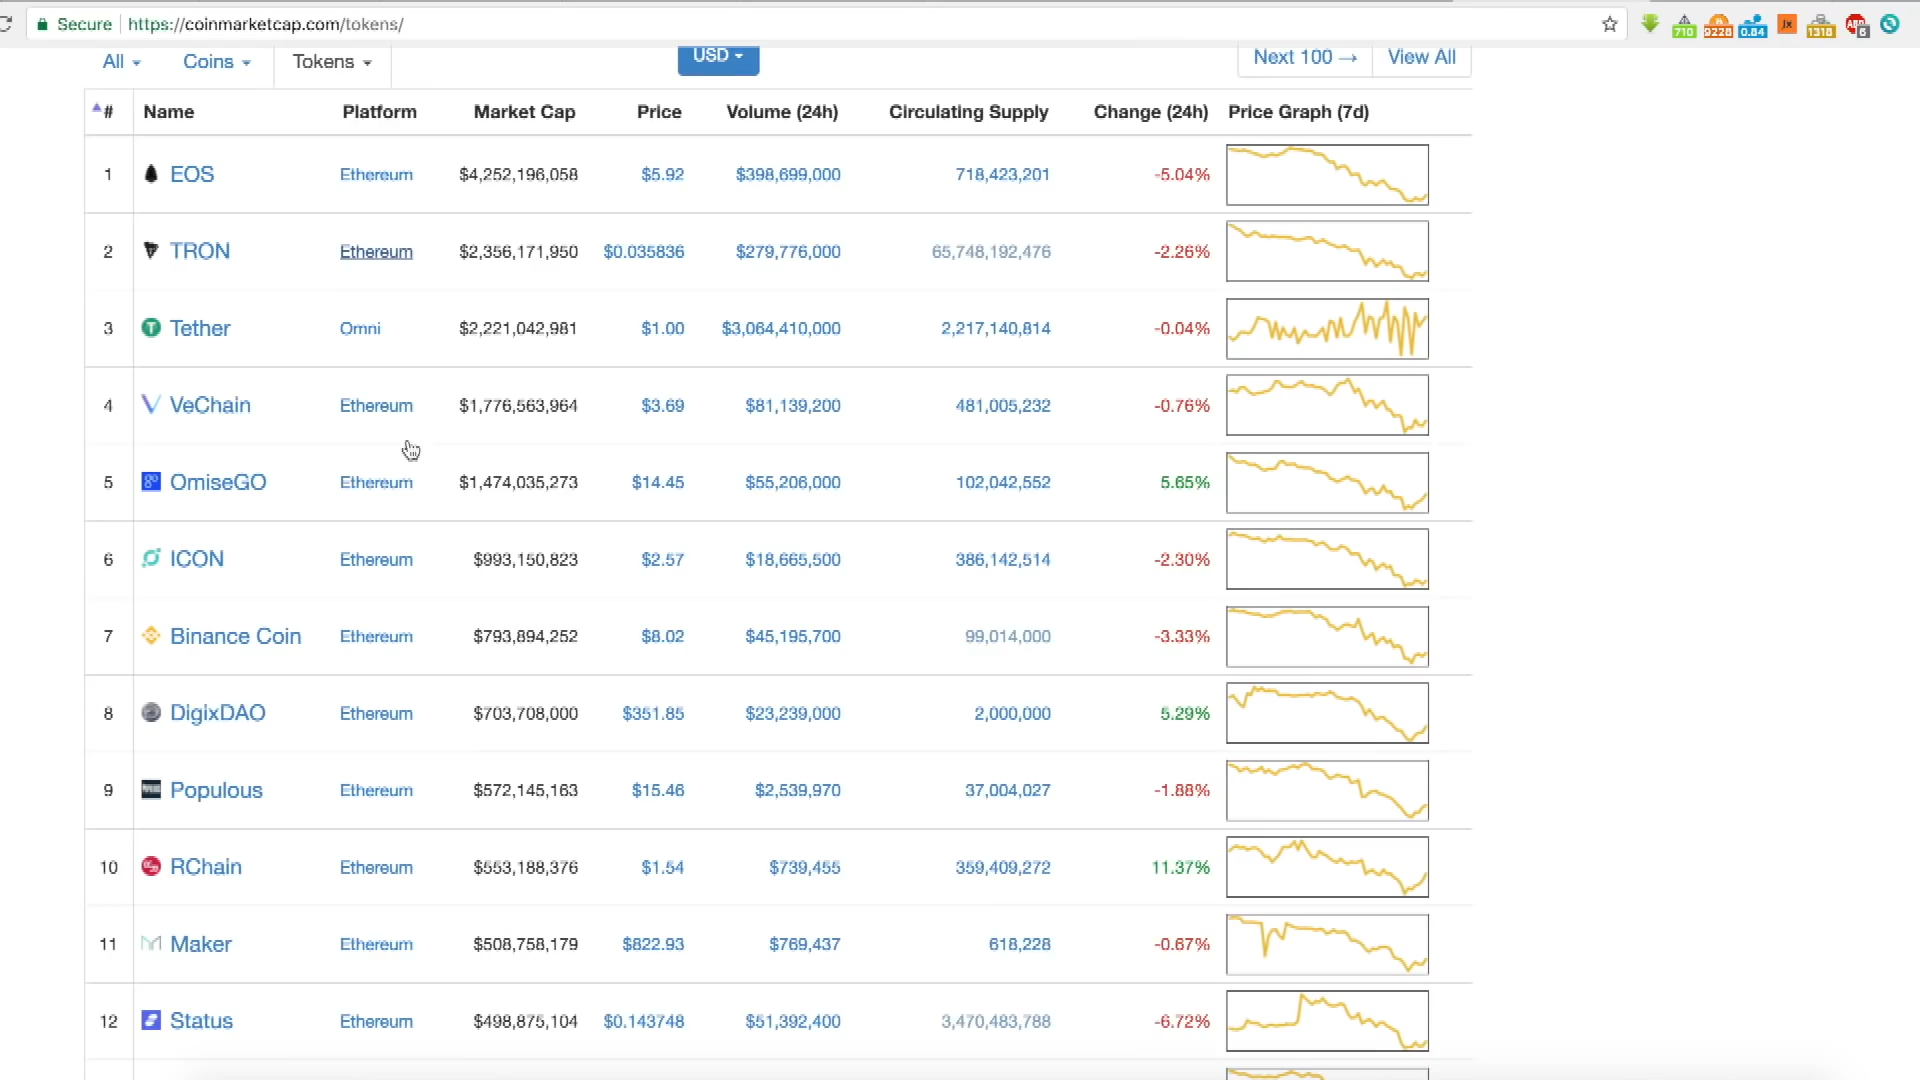 Secure https://coinmarketcap.com/tokens/
710 9228 0.84 JX 1318 ABP 6
All Coins Tokens USD Next 100 → View All
# Name Platform Market Cap Price Volume (24h) Circulating Supply Change (24h) Price Graph (7d)
1 EOS Ethereum $4,252,196,058 $5.92 $398,699,000 718,423,201 -5.04%
2 TRON Ethereum $2,356,171,950 $0.035836 $279,776,000 65,748,192,476 -2.26%
3 Tether Omni $2,221,042,981 $1.00 $3,064,410,000 2,217,140,814 -0.04%
4 VeChain Ethereum $1,776,563,964 $3.69 $81,139,200 481,005,232 -0.76%
5 OmiseGO Ethereum $1,474,035,273 $14.45 $55,206,000 102,042,552 5.65%
6 ICON Ethereum $993,150,823 $2.57 $18,665,500 386,142,514 -2.30%
7 Binance Coin Ethereum $793,894,252 $8.02 $45,195,700 99,014,000 -3.33%
8 DigixDAO Ethereum $703,708,000 $351.85 $23,239,000 2,000,000 5.29%
9 Populous Ethereum $572,145,163 $15.46 $2,539,970 37,004,027 -1.88%
10 RChain Ethereum $553,188,376 $1.54 $739,455 359,409,272 11.37%
11 Maker Ethereum $508,758,179 $822.93 $769,437 618,228 -0.67%
12 Status Ethereum $498,875,104 $0.143748 $51,392,400 3,470,483,788 -6.72%